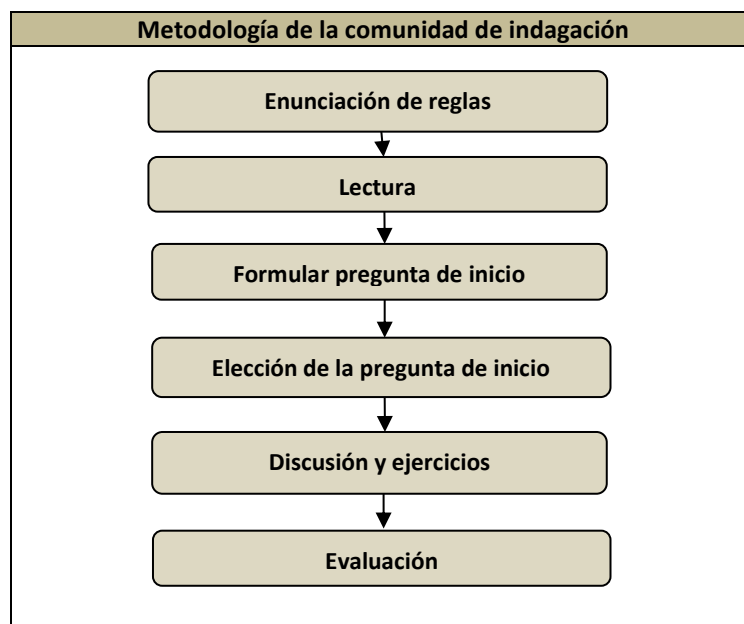 Metodología de la comunidad de indagación
Enunciación de reglas
Lectura
Formular pregunta de inicio
Elección de la pregunta de inicio
Discusión y ejercicios
Evaluación